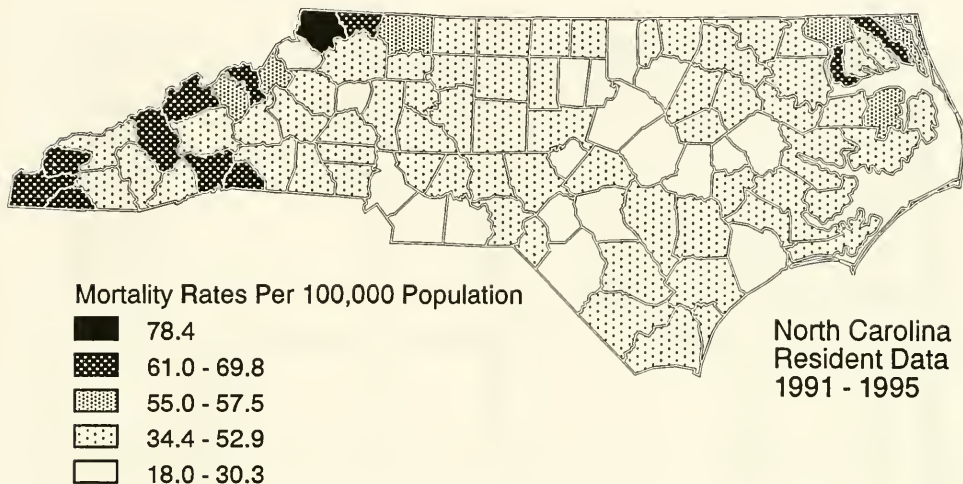 Mortality Rates Per 100,000 Population
78.4
61.0 - 69.8
55.0 - 57.5
34.4 - 52.9
18.0 - 30.3
North Carolina
Resident Data
1991 - 1995